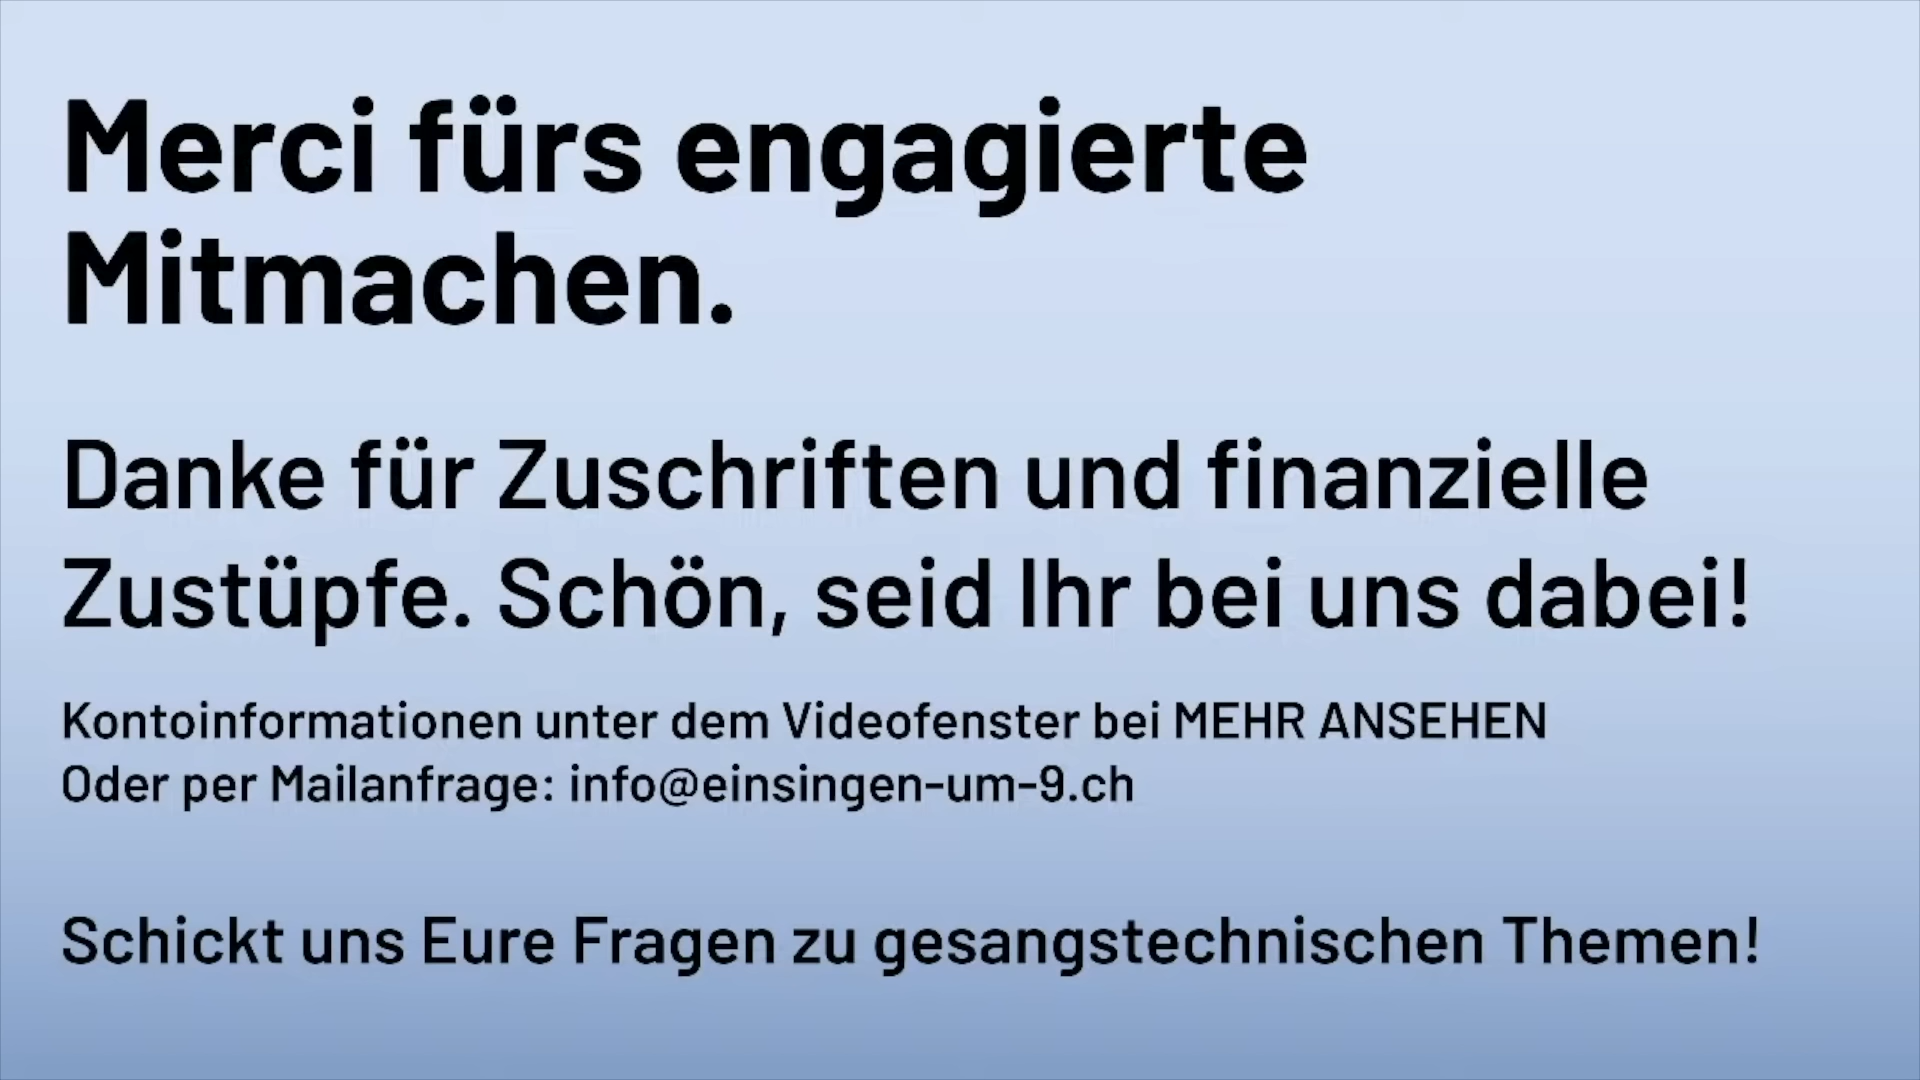 Merci fürs engagierte
Mitmachen.
Danke für Zuschriften und finanzielle
Zustüpfe. Schön, seid Ihr bei uns dabei!
Kontoinformationen unter dem Videofenster bei MEHR ANSEHEN
Oder per Mailanfrage: info@einsingen-um-9.ch
Schickt uns Eure Fragen zu gesangstechnischen Themen!